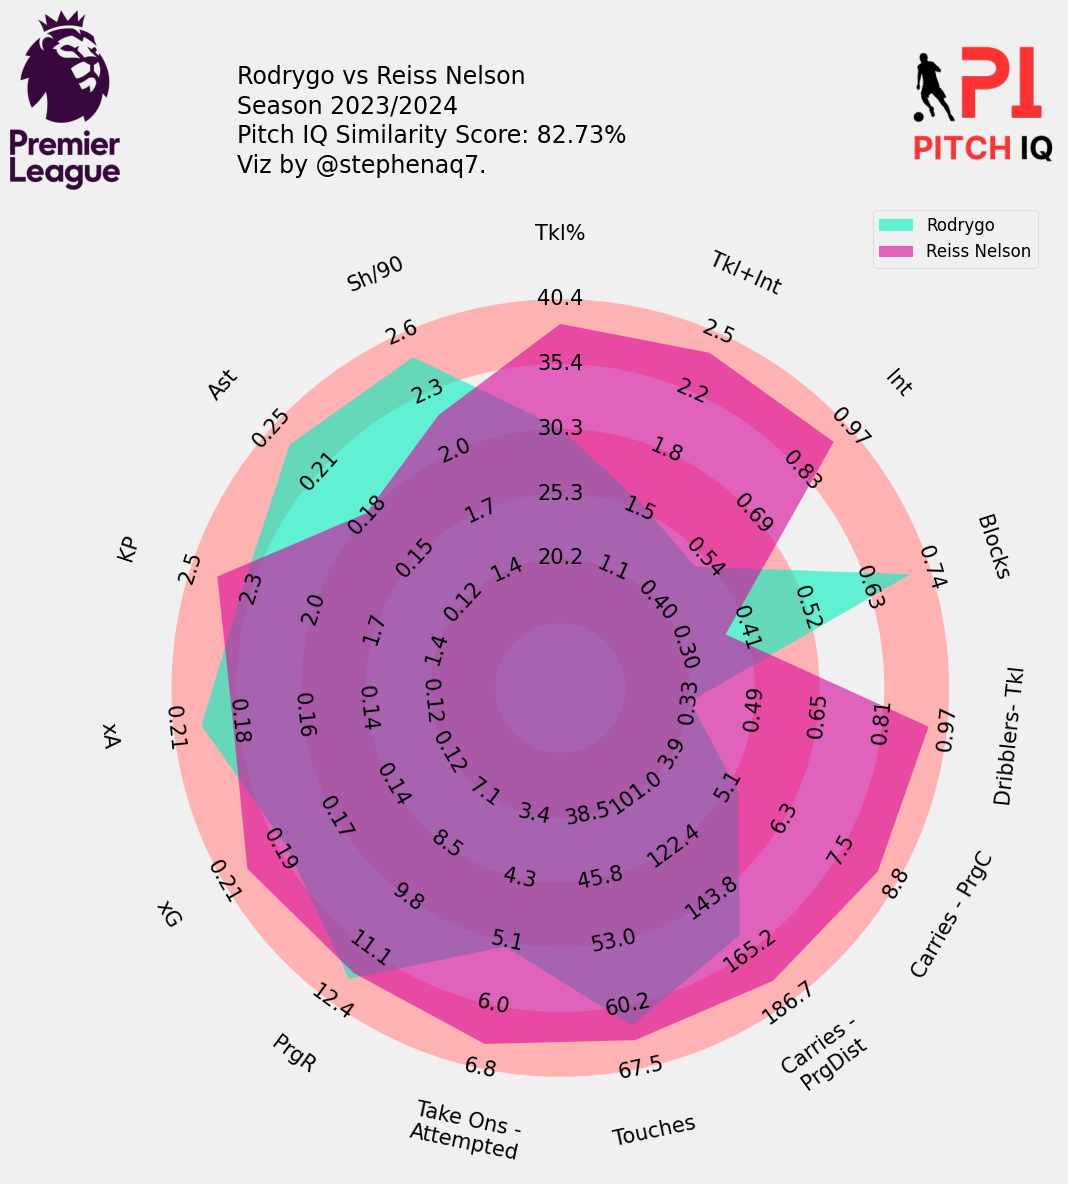 Premier
League
Rodrygo vs Reiss Nelson
Season 2023/2024
Pitch IQ Similarity Score: 82.73%
Viz by @stephenaq7.
PI
PITCH IQ
Rodrygo
Reiss Nelson
Tkl%
40.4
35.4
30.3
25.3
20.2
Tkl+Int
2.5
2.2
1.8
1.5
1.1
Int
0.97
0.83
0.69
0.54
0.40
Blocks
0.74
0.63
0.52
0.41
0.30
Dribblers- Tkl
0.97
0.81
0.65
0.49
0.33
Carries - PrgC
8.8
7.5
6.3
5.1
3.9
Carries -
PrgDist
186.7
165.2
143.8
122.4
101.0
Touches
67.5
60.2
53.0
45.8
38.5
Take Ons -
Attempted
6.8
6.0
5.1
4.3
3.4
PrgR
12.4
11.1
9.8
8.5
7.1
xG
0.21
0.19
0.17
0.14
0.12
xA
0.21
0.18
0.16
0.14
0.12
KP
2.5
2.3
2.0
1.7
1.4
Ast
0.25
0.21
0.18
0.15
0.12
Sh/90
2.6
2.3
2.0
1.7
1.4